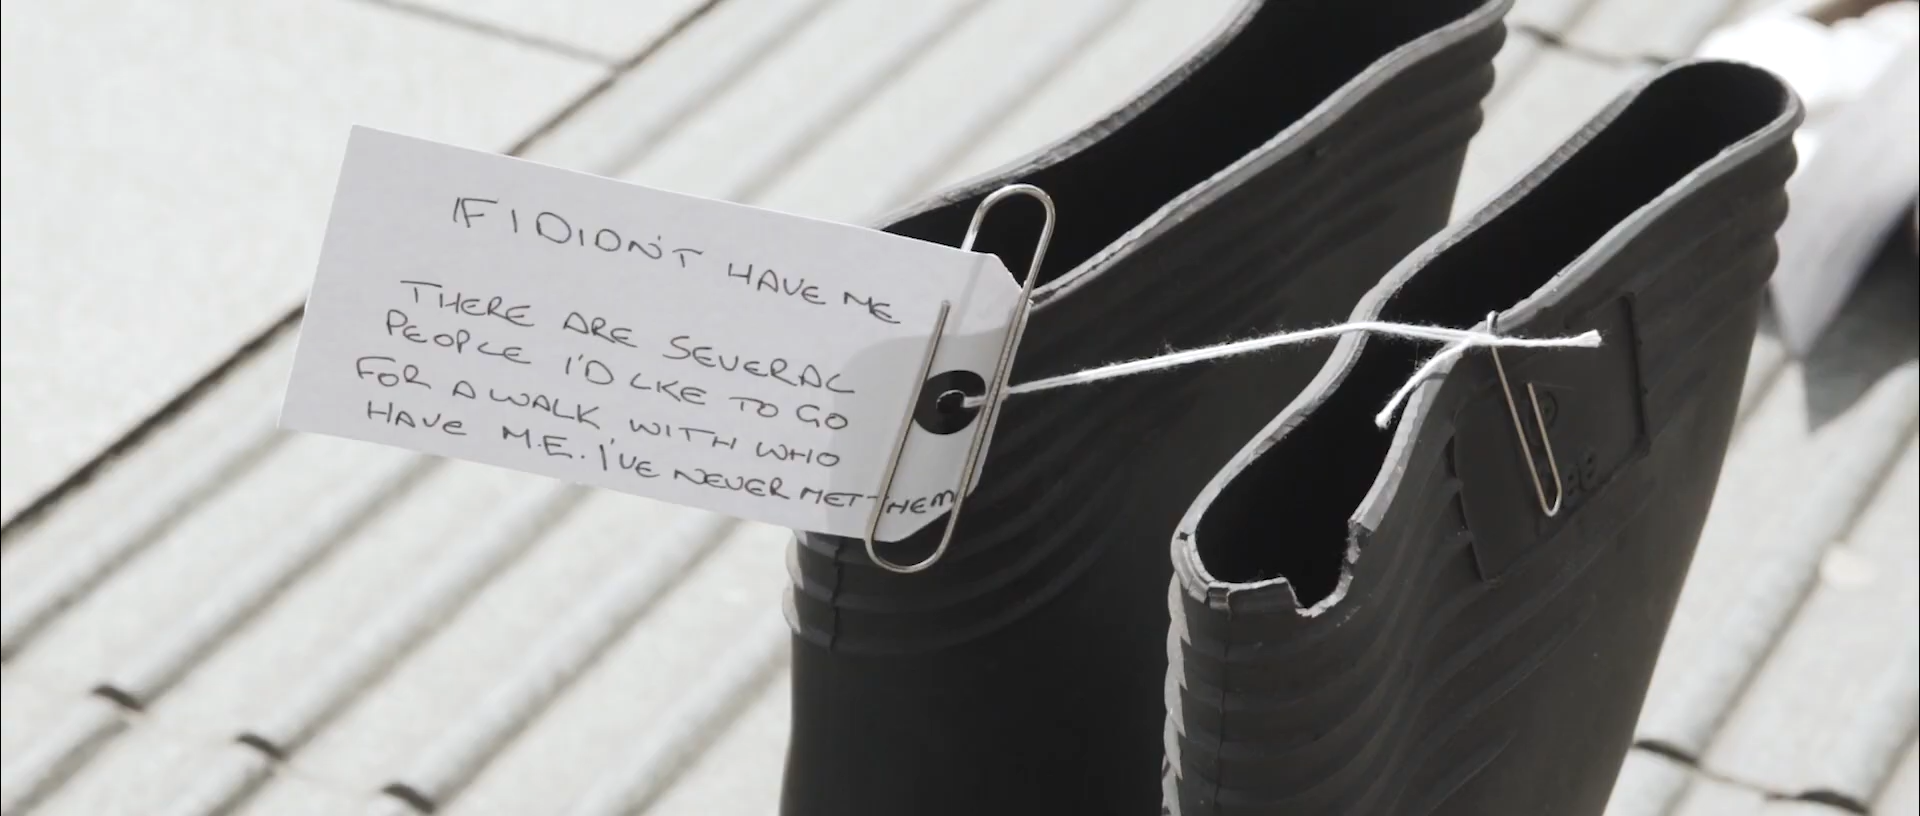 IF I DIDN'T HAVE ME
THERE ARE SEVERAL
PEOPLE I'D LIKE TO GO
FOR A WALK, WITH WHO
HAVE M.E. I'VE NEVER MET THEM